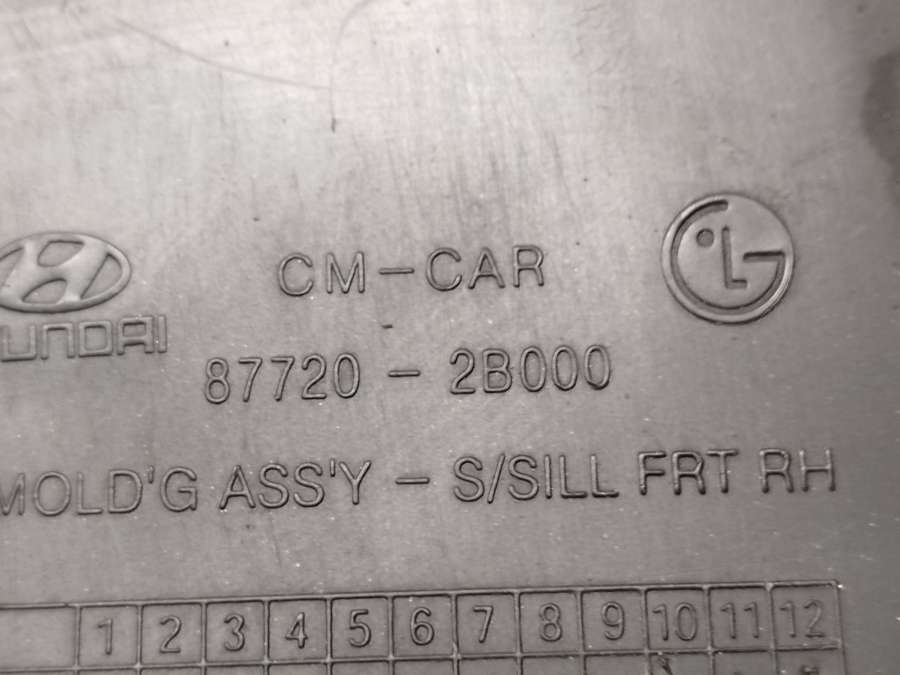 CM-CAR
LG
HYUNDAI
87720 - 2B000
MOLD'G ASS'Y - S/SILL FRT RH
1 2 3 4 5 6 7 8 9 10 11 12